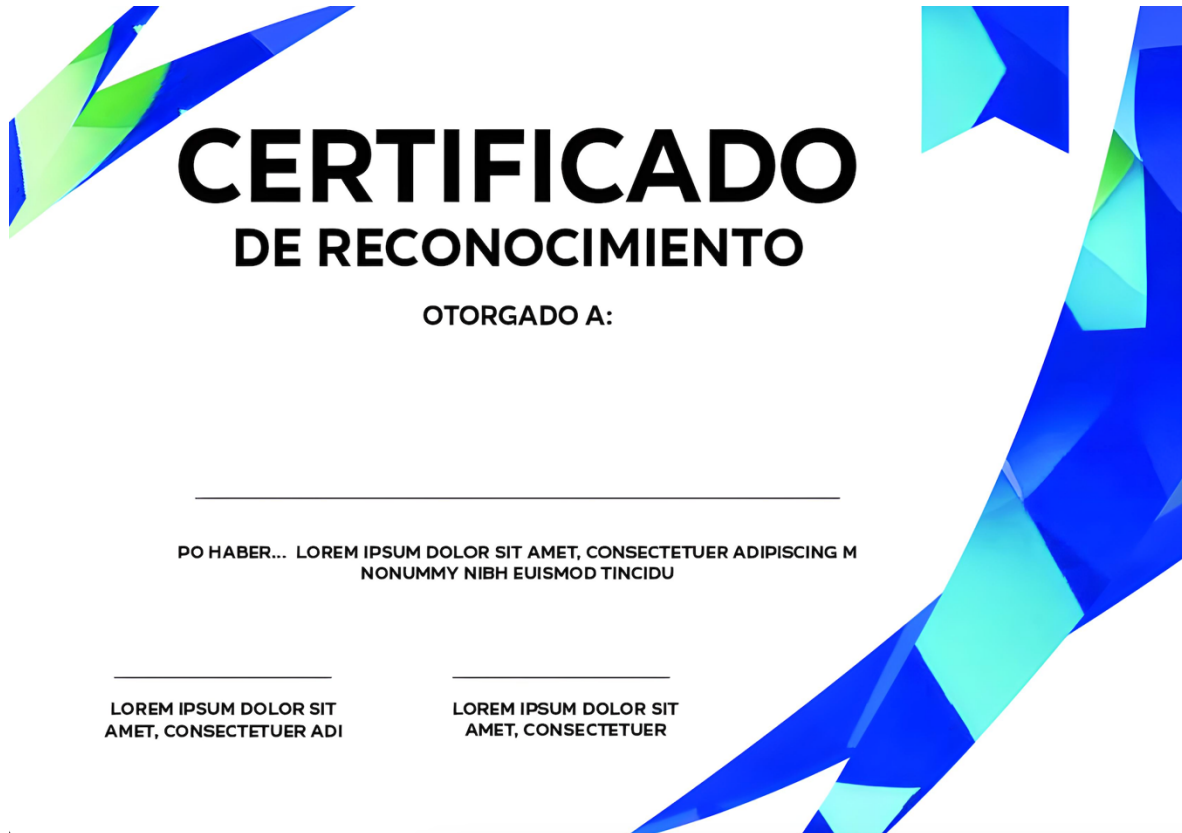 CERTIFICADO
DE RECONOCIMIENTO
OTORGADO A:
PO HABER... LOREM IPSUM DOLOR SIT AMET, CONSECTETUER ADIPISCING M
NONUMMY NIBH EUISMOD TINCIDU
LOREM IPSUM DOLOR SIT
AMET, CONSECTETUER ADI
LOREM IPSUM DOLOR SIT
AMET, CONSECTETUER